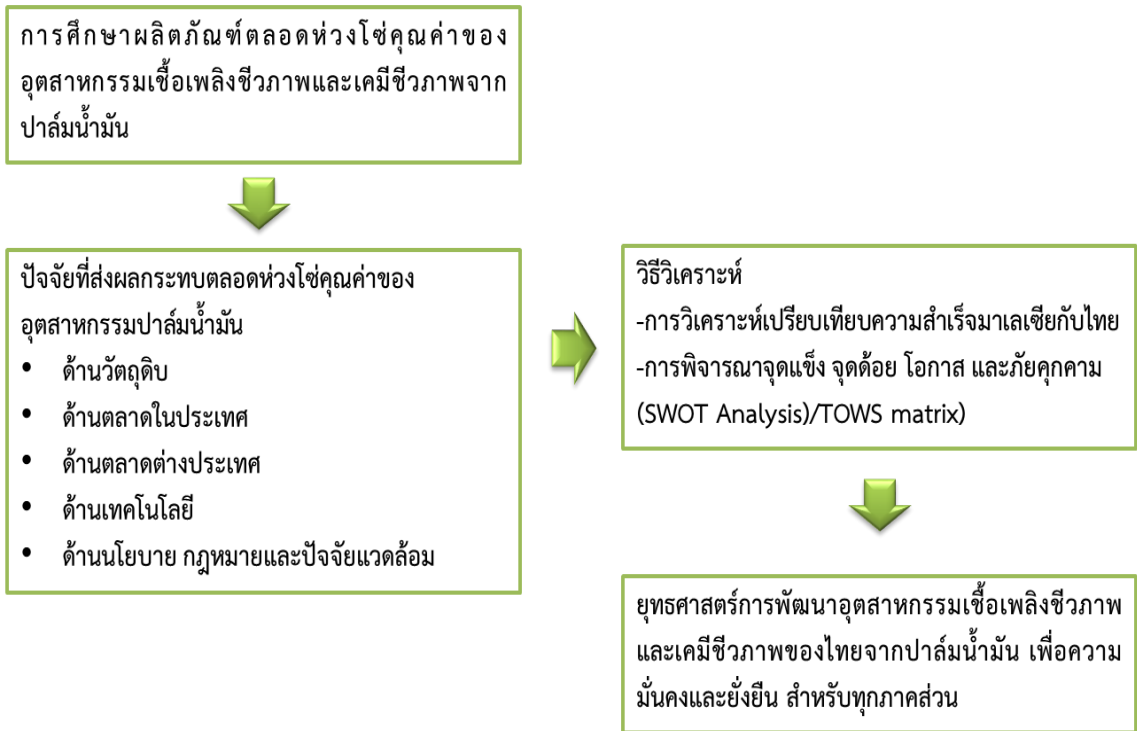 การศึกษาผลิตภัณฑ์ตลอดห่วงโซ่คุณค่าของ
อุตสาหกรรมเชื้อเพลิงชีวภาพและเคมีชีวภาพจาก
ปาล์มน้ำมัน
ปัจจัยที่ส่งผลกระทบตลอดห่วงโซ่คุณค่าของ
อุตสาหกรรมปาล์มน้ำมัน
• ด้านวัตถุดิบ
• ด้านตลาดในประเทศ
• ด้านตลาดต่างประเทศ
• ด้านเทคโนโลยี
• ด้านนโยบาย กฎหมายและปัจจัยแวดล้อม
วิธีวิเคราะห์
-การวิเคราะห์เปรียบเทียบความสำเร็จมาเลเซียกับไทย
-การพิจารณาจุดแข็ง จุดด้อย โอกาส และภัยคุกคาม
(SWOT Analysis)/TOWS matrix)
ยุทธศาสตร์การพัฒนาอุตสาหกรรมเชื้อเพลิงชีวภาพ
และเคมีชีวภาพของไทยจากปาล์มน้ำมัน เพื่อความ
มั่นคงและยั่งยืน สำหรับทุกภาคส่วน